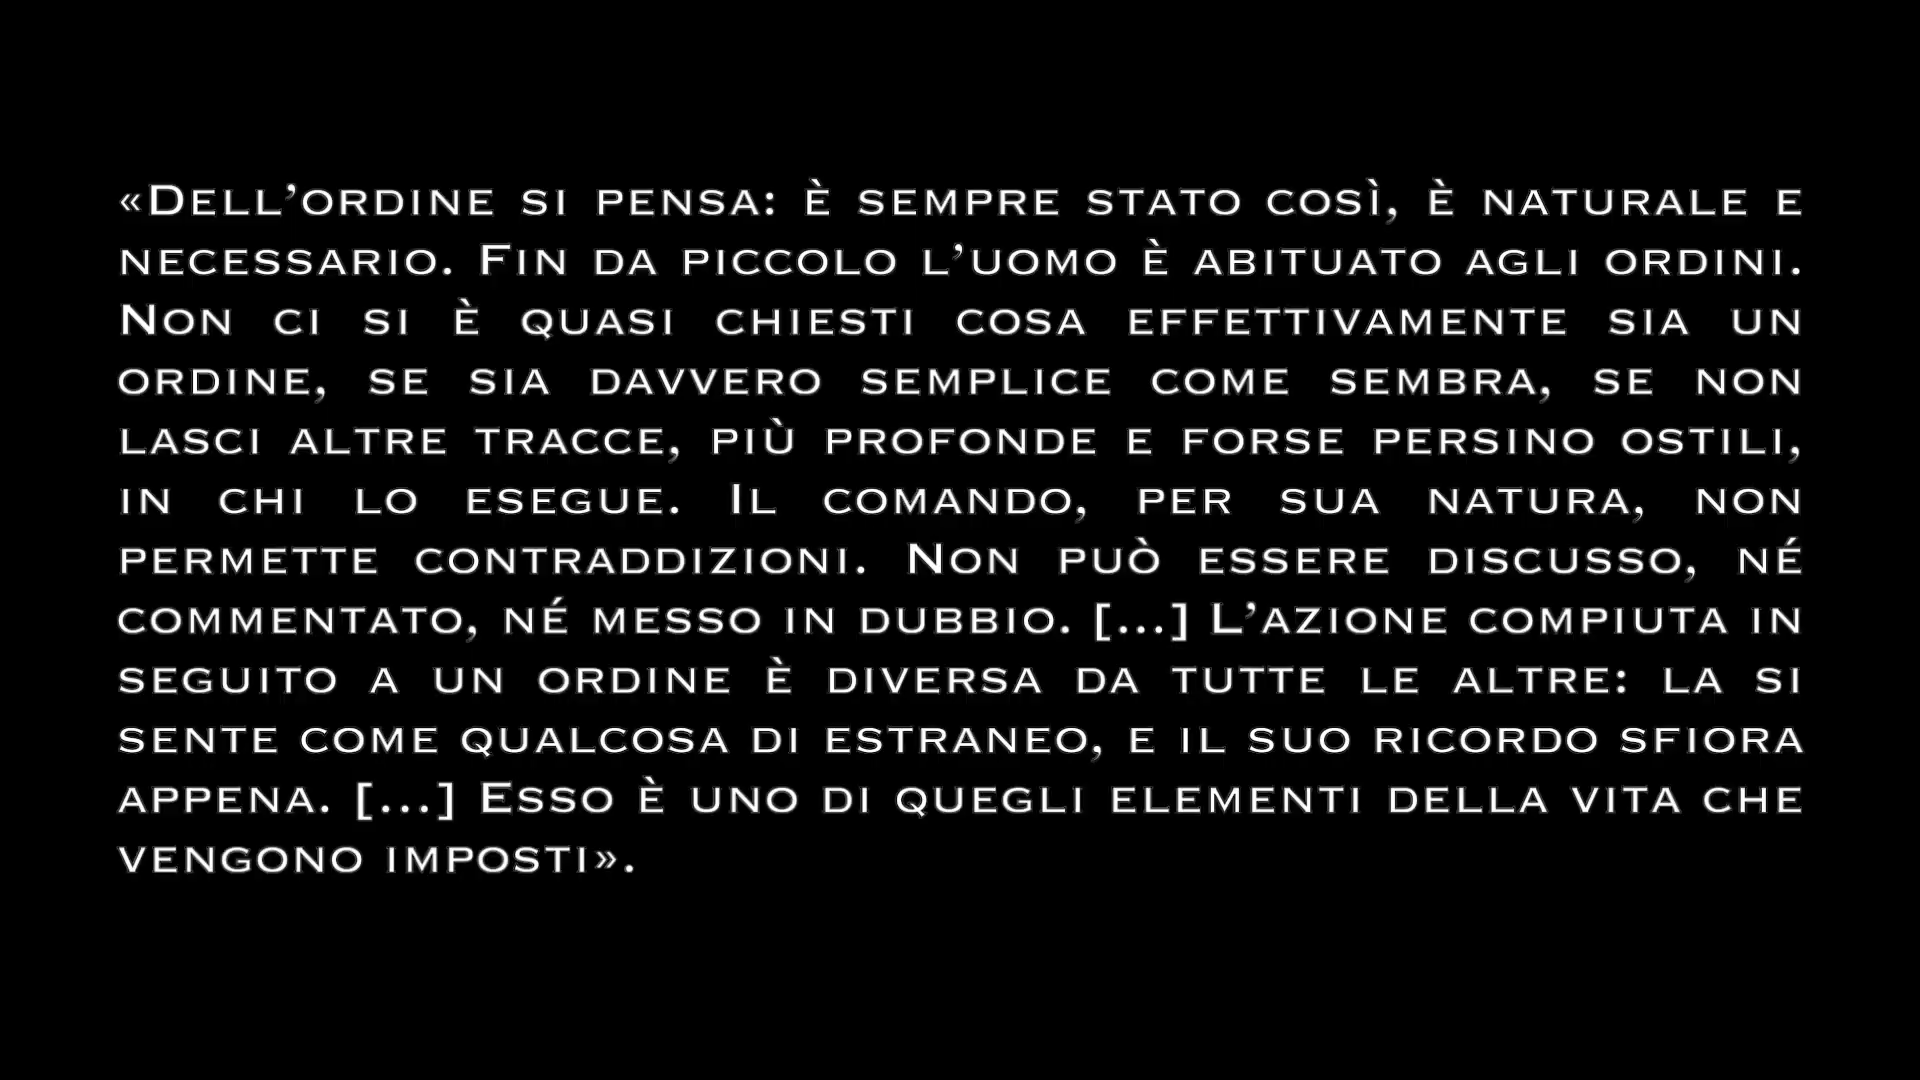 «Dell’ordine si pensa: è sempre stato così, è naturale e
necessario. Fin da piccolo l’uomo è abituato agli ordini.
Non ci si è quasi chiesti cosa effettivamente sia un
ordine, se sia davvero semplice come sembra, se non
lasci altre tracce, più profonde e forse persino ostili,
in chi lo esegue. Il comando, per sua natura, non
permette contraddizioni. Non può essere discusso, né
commentato, né messo in dubbio. [...] L’azione compiuta in
seguito a un ordine è diversa da tutte le altre: la si
sente come qualcosa di estraneo, e il suo ricordo sfiora
appena. [...] Esso è uno di quegli elementi della vita che
vengono imposti».